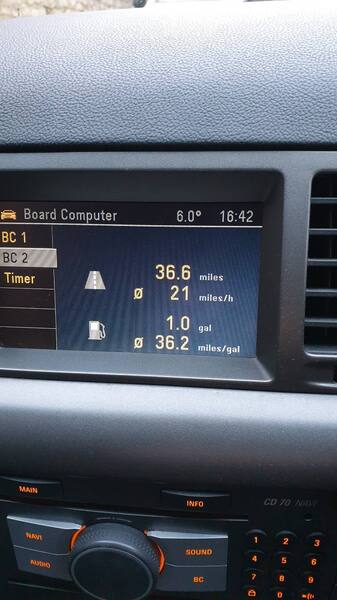 Board Computer 6.0° 16:42
BC 1
BC 2
Timer
36.6 miles
Ø 21 miles/h
1.0 gal
Ø 36.2 miles/gal
MAIN
INFO
CD 70 NAVI
NAVI
AUDIO
SOUND
BC
1 2 3
4 5 6
7 8 9
0